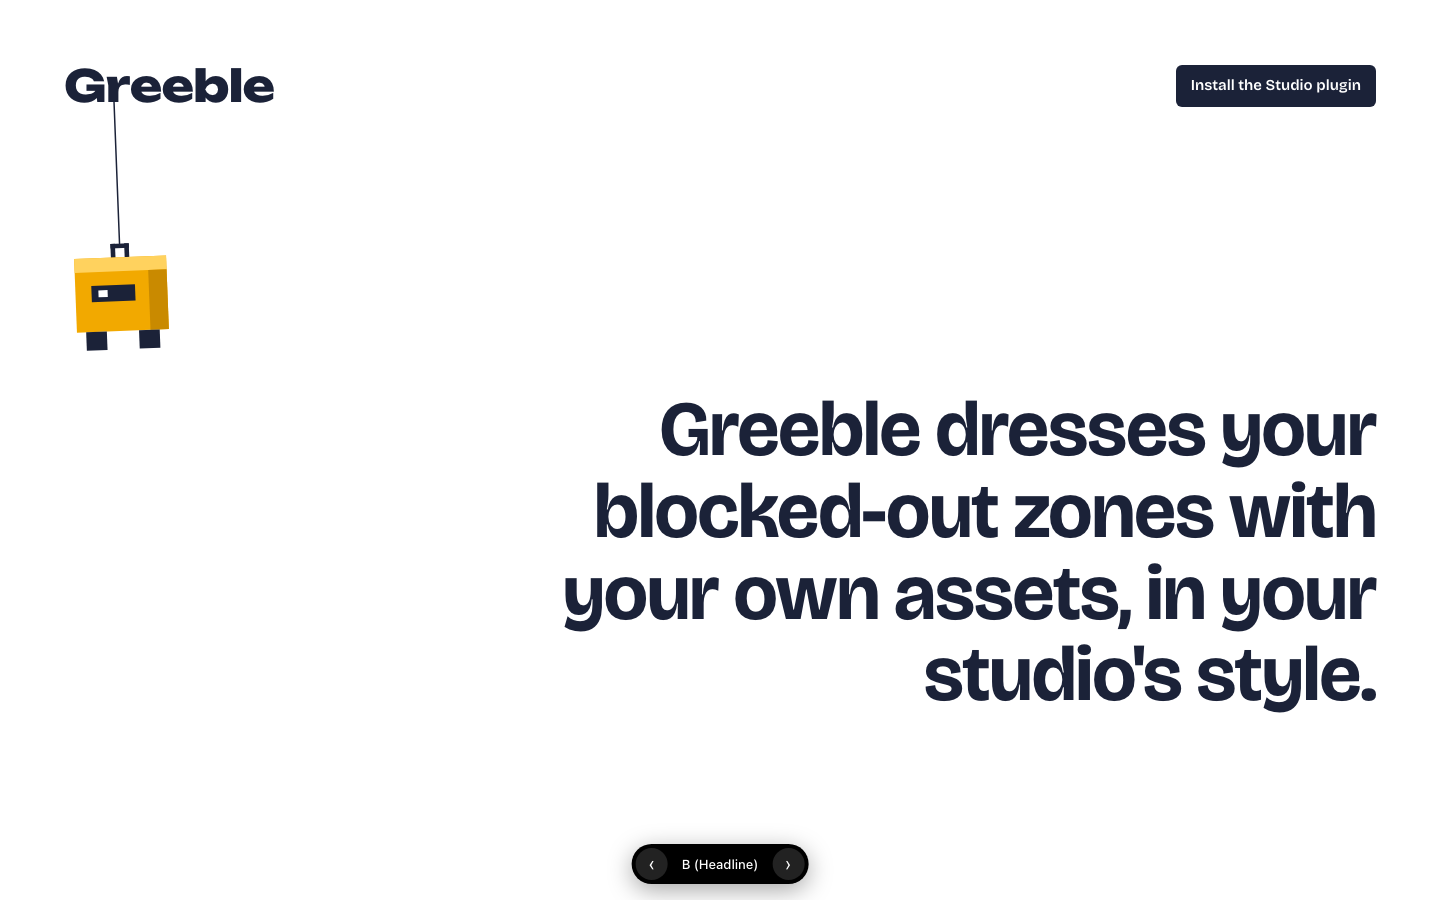 Greeble
Install the Studio plugin
Greeble dresses your
blocked-out zones with
your own assets, in your
studio's style.
‹ B (Headline) ›